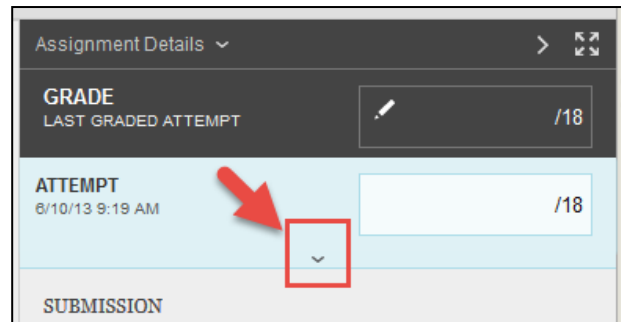 Assignment Details
GRADE
LAST GRADED ATTEMPT
/18
ATTEMPT
6/10/13 9:19 AM
/18
SUBMISSION